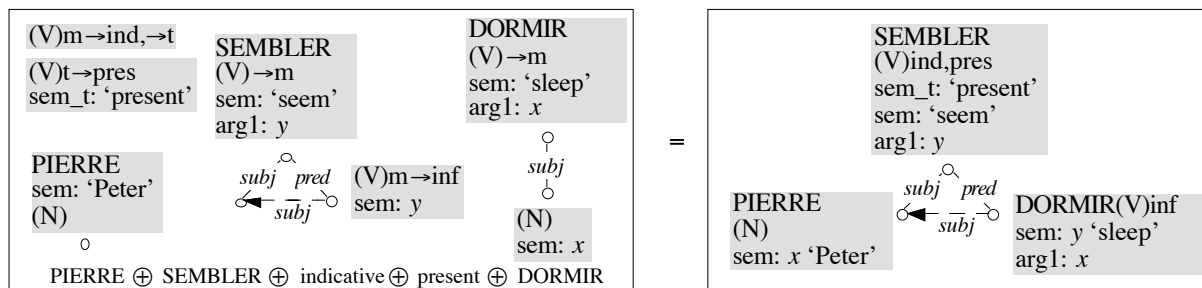 (V)m→ind,→t
(V)t→pres
sem_t: ‘present’
SEMBLER
(V)→m
sem: ‘seem’
arg1: y
DORMIR
(V)→m
sem: ‘sleep’
arg1: x
PIERRE
sem: ‘Peter’
(N)
subj pred
subj
(V)m→inf
sem: y
subj
(N)
sem: x
PIERRE ⊕ SEMBLER ⊕ indicative ⊕ present ⊕ DORMIR
=
SEMBLER
(V)ind,pres
sem_t: ‘present’
sem: ‘seem’
arg1: y
PIERRE
(N)
sem: x ‘Peter’
subj pred
subj
DORMIR(V)inf
sem: y ‘sleep’
arg1: x